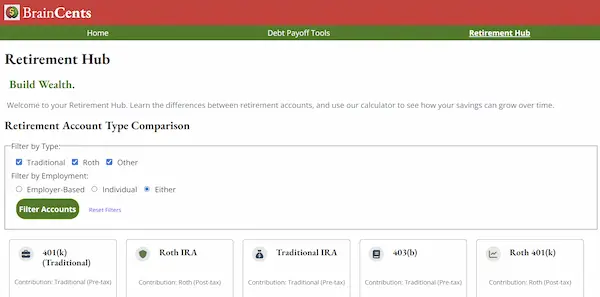 BrainCents
Home Debt Payoff Tools Retirement Hub
Retirement Hub
Build Wealth.
Welcome to your Retirement Hub. Learn the differences between retirement accounts, and use our calculator to see how your savings can grow over time.
Retirement Account Type Comparison
Filter by Type:
Traditional Roth Other
Filter by Employment:
Employer-Based Individual Either
Filter Accounts Reset Filters
401(k) (Traditional)
Contribution: Traditional (Pre-tax)
Roth IRA
Contribution: Roth (Post-tax)
Traditional IRA
Contribution: Traditional (Pre-tax)
403(b)
Contribution: Traditional (Pre-tax)
Roth 401(k)
Contribution: Roth (Post-tax)